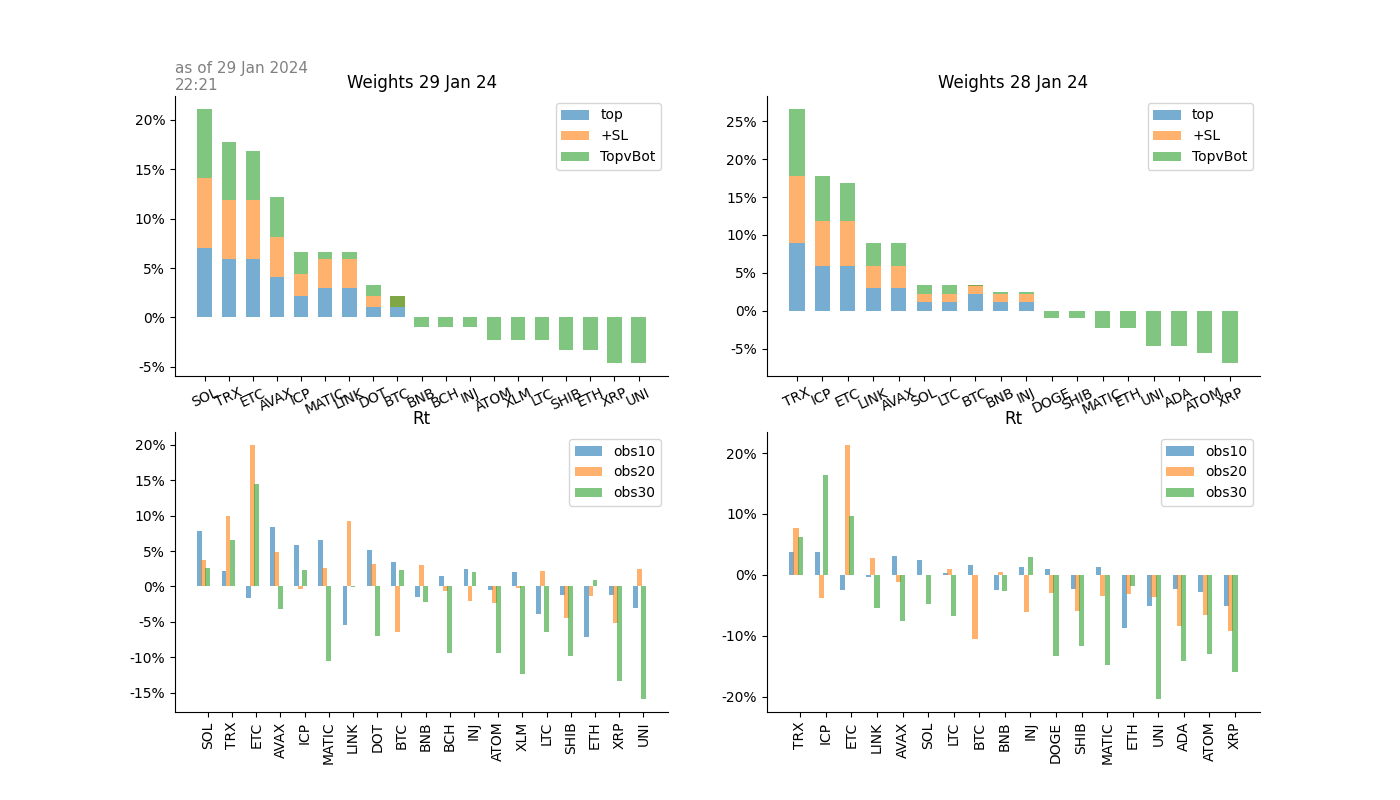 as of 29 Jan 2024
22:21
Weights 29 Jan 24
20%
15%
10%
5%
0%
-5%
top
+SL
TopvBot
SOL TRX ETC AVAX ICP MATIC LINK DOT BTC BNB BCH INJ ATOM XLM LTC SHIB ETH XRP UNI
Weights 28 Jan 24
25%
20%
15%
10%
5%
0%
-5%
top
+SL
TopvBot
TRX ICP ETC LINK AVAX SOL LTC BTC BNB INJ DOGE SHIB MATIC ETH UNI ADA ATOM XRP
Rt
20%
15%
10%
5%
0%
-5%
-10%
-15%
obs10
obs20
obs30
SOL TRX ETC AVAX ICP MATIC LINK DOT BTC BNB BCH INJ ATOM XLM LTC SHIB ETH XRP UNI
Rt
20%
10%
0%
-10%
-20%
obs10
obs20
obs30
TRX ICP ETC LINK AVAX SOL LTC BTC BNB INJ DOGE SHIB MATIC ETH UNI ADA ATOM XRP